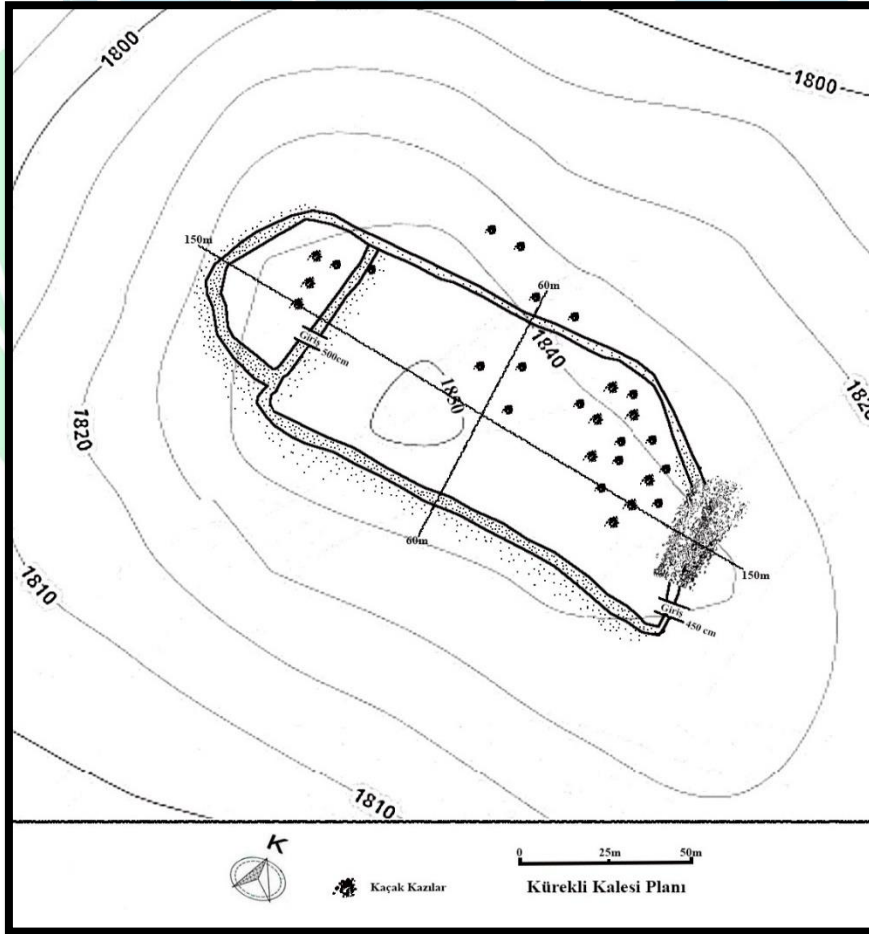 1800
1800
150m
60m
1840
Giriş
500cm
1850
1820
1820
60m
150m
1810
Giriş
450 cm
1810
K
0 25m 50m
Kaçak Kazılar
Kürekli Kalesi Planı